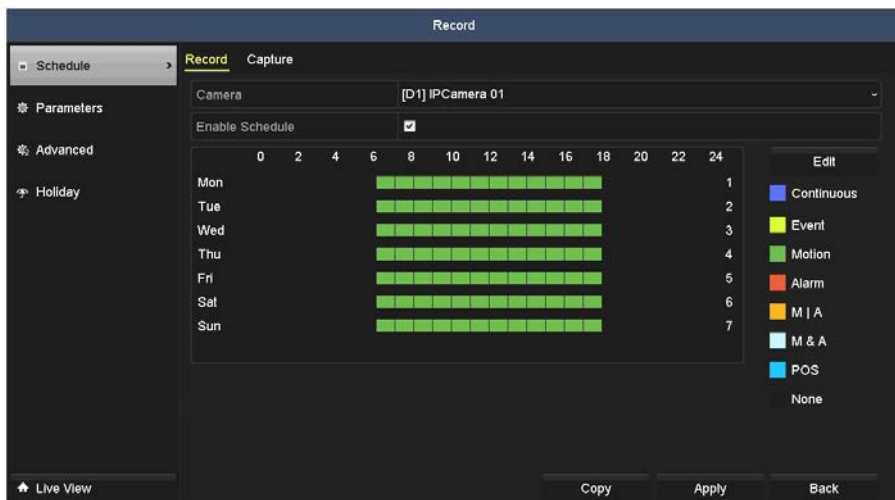 Record
Schedule >
Parameters
Advanced
Holiday
Live View
Record Capture
Camera [D1] IPCamera 01
Enable Schedule
0 2 4 6 8 10 12 14 16 18 20 22 24
Mon 1
Tue 2
Wed 3
Thu 4
Fri 5
Sat 6
Sun 7
Edit
Continuous
Event
Motion
Alarm
M | A
M & A
POS
None
Copy Apply Back